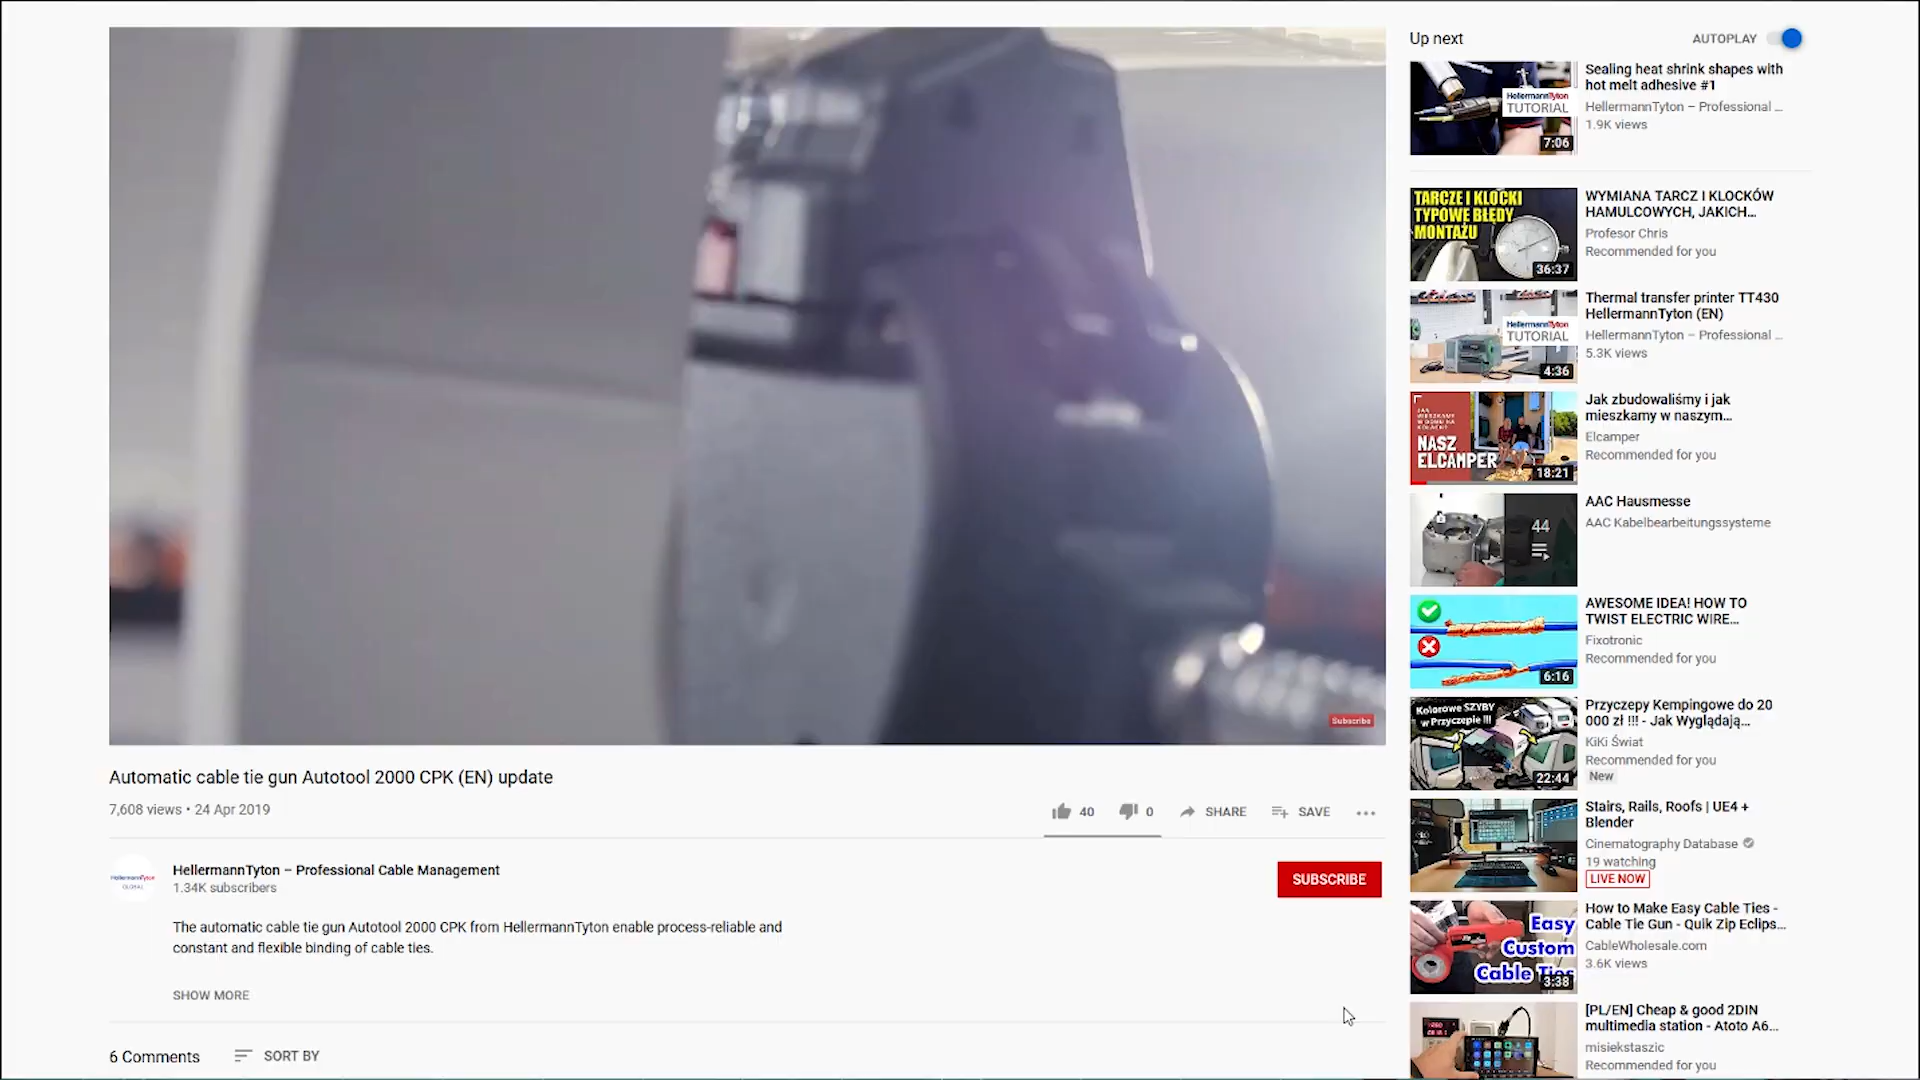 Subscribe
Automatic cable tie gun Autotool 2000 CPK (EN) update
7,608 views • 24 Apr 2019
40
0
SHARE
SAVE
HellermannTyton
GLOBAL
HellermannTyton – Professional Cable Management
1.34K subscribers
SUBSCRIBE
The automatic cable tie gun Autotool 2000 CPK from HellermannTyton enable process-reliable and
constant and flexible binding of cable ties.
SHOW MORE
6 Comments
SORT BY
Up next
AUTOPLAY
HellermannTyton
TUTORIAL
7:06
Sealing heat shrink shapes with
hot melt adhesive #1
HellermannTyton – Professional ...
1.9K views
TARCZE I KLOCKI
TYPOWE BŁĘDY
MONTAŻU
36:37
WYMIANA TARCZ I KLOCKÓW
HAMULCOWYCH, JAKICH...
Profesor Chris
Recommended for you
HellermannTyton
TUTORIAL
4:36
Thermal transfer printer TT430
HellermannTyton (EN)
HellermannTyton – Professional ...
5.3K views
NASZ
ELCAMPER
18:21
Jak zbudowaliśmy i jak
mieszkamy w naszym...
Elcamper
Recommended for you
44
AAC Hausmesse
AAC Kabelbearbeitungssysteme
6:16
AWESOME IDEA! HOW TO
TWIST ELECTRIC WIRE...
Fixotronic
Recommended for you
Kolorowe SZYBY
w Przyczepie !!!
22:44
Przyczepy Kempingowe do 20
000 zł !!! - Jak Wyglądają...
KiKi Świat
Recommended for you
New
Stairs, Rails, Roofs | UE4 +
Blender
Cinematography Database
19 watching
LIVE NOW
Easy
Custom
Cable Ties
3:38
How to Make Easy Cable Ties -
Cable Tie Gun - Quik Zip Eclips...
CableWholesale.com
3.6K views
[PL/EN] Cheap & good 2DIN
multimedia station - Atoto A6...
misiekstaszic
Recommended for you